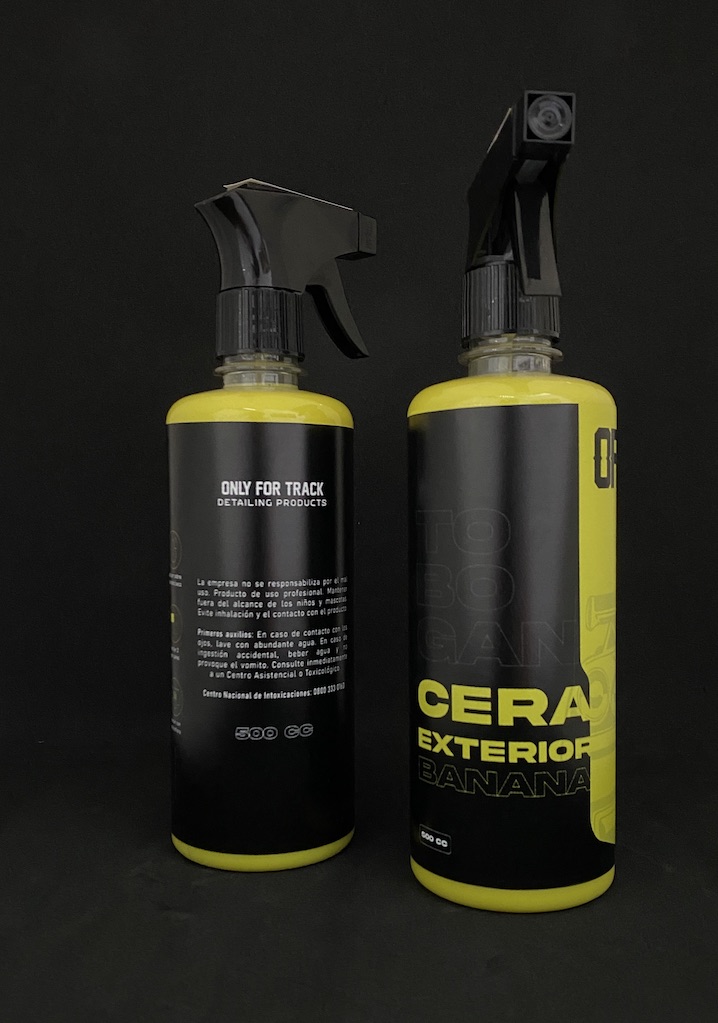 ONLY FOR TRACK
DETAILING PRODUCTS
La empresa no se responsabiliza por el mal
uso. Producto de uso profesional. Mantener
fuera del alcance de los niños y mascotas.
Evite inhalación y el contacto con el producto.
Primeros auxilios: En caso de contacto con los
ojos, lave con abundante agua. En caso de
ingestión accidental, beber agua y no
provoque el vomito. Consulte inmediatamente
a un Centro Asistencial o Toxicológico.
Centro Nacional de Intoxicaciones: 0800 333 0160
500 CC
TO
BO
GAN
CERA
EXTERIOR
BANANA
500 CC